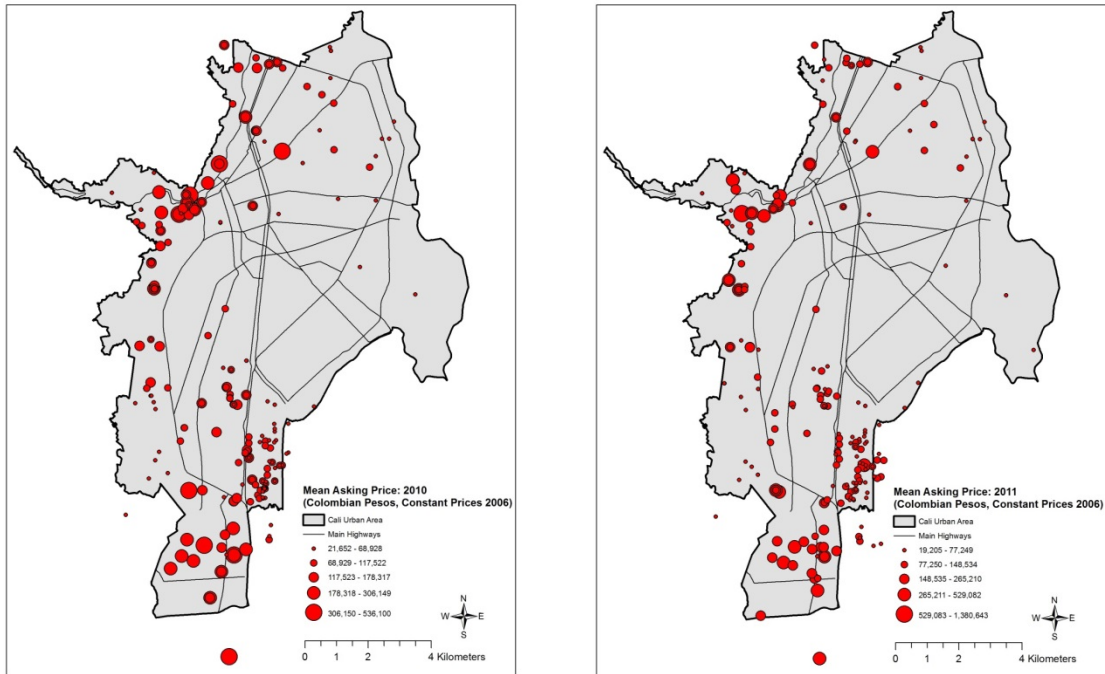 Mean Asking Price: 2010
(Colombian Pesos, Constant Prices 2006)
Cali Urban Area
Main Highways
21,652 - 68,928
68,929 - 117,522
117,523 - 178,317
178,318 - 306,149
306,150 - 536,100
N
W E
S
0 1 2 4 Kilometers
Mean Asking Price: 2011
(Colombian Pesos, Constant Prices 2006)
Cali Urban Area
Main Highways
19,205 - 77,249
77,250 - 148,534
148,535 - 265,210
265,211 - 529,082
529,083 - 1,380,643
N
W E
S
0 1 2 4 Kilometers